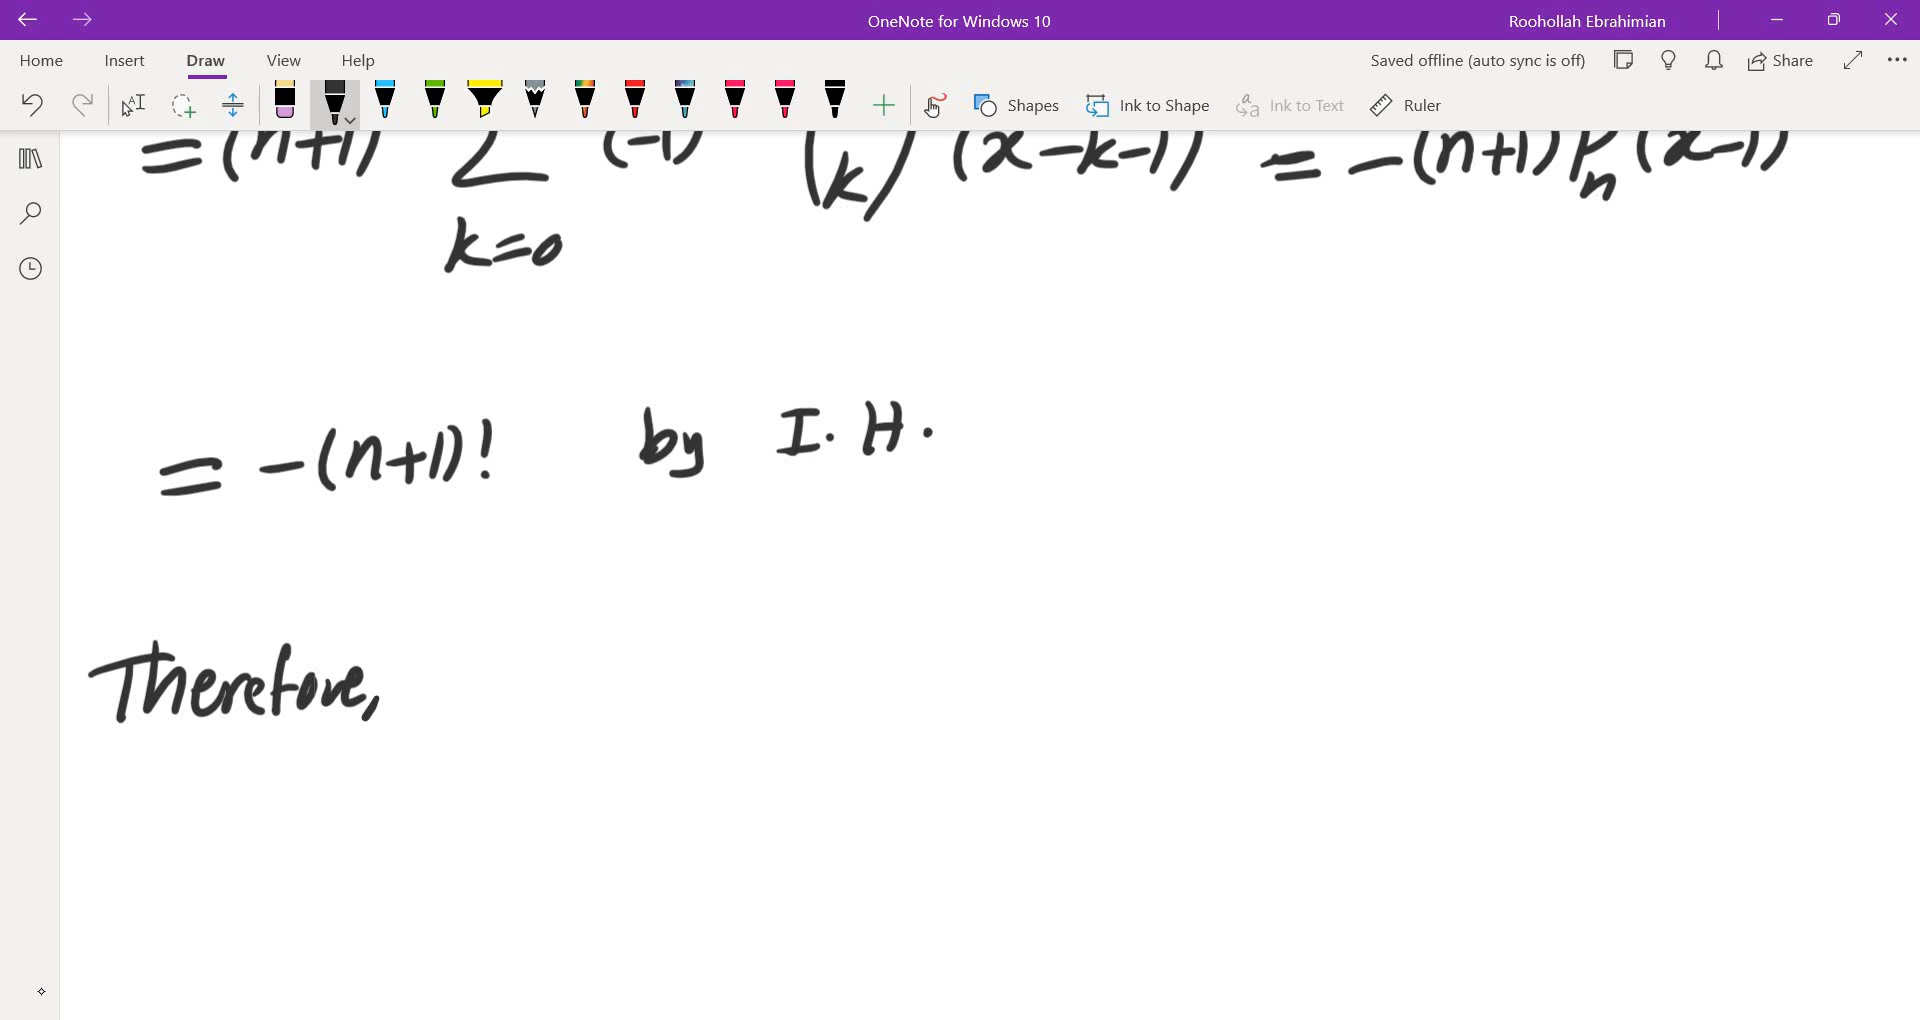 OneNote for Windows 10 Roohollah Ebrahimian
Home Insert Draw View Help Saved offline (auto sync is off) Share
Shapes Ink to Shape Ink to Text Ruler
= (n+1) ∑ (-1) (k) (x-k-1) = -(n+1) Pn (x-1)
k=0
= -(n+1)! by I. H.
Therefore,